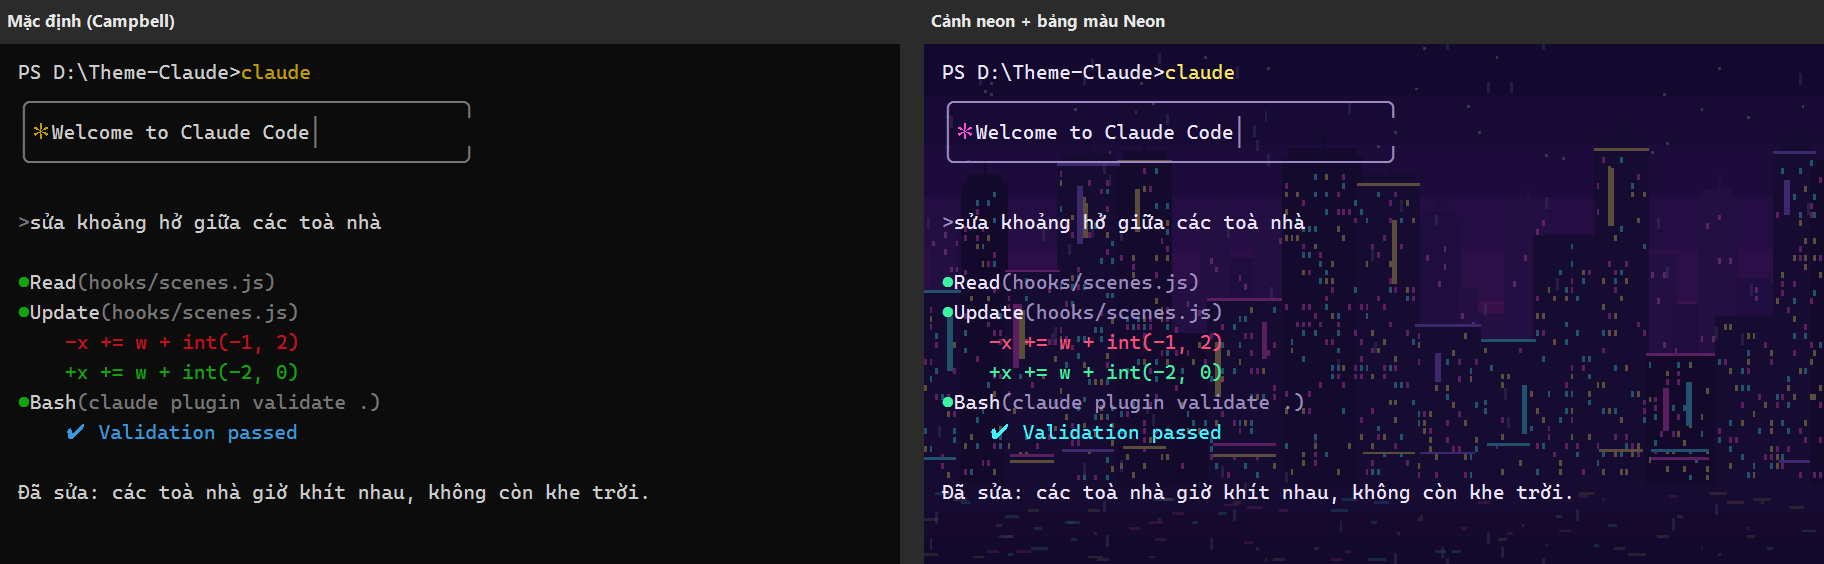 Mặc định (Campbell)
PS D:\Theme-Claude>claude
*Welcome to Claude Code
>sửa khoảng hở giữa các toà nhà
●Read(hooks/scenes.js)
●Update(hooks/scenes.js)
-x += w + int(-1, 2)
+x += w + int(-2, 0)
●Bash(claude plugin validate .)
✔ Validation passed
Đã sửa: các toà nhà giờ khít nhau, không còn khe trời.
Cảnh neon + bảng màu Neon
PS D:\Theme-Claude>claude
*Welcome to Claude Code
>sửa khoảng hở giữa các toà nhà
●Read(hooks/scenes.js)
●Update(hooks/scenes.js)
-x += w + int(-1, 2)
+x += w + int(-2, 0)
●Bash(claude plugin validate .)
✔ Validation passed
Đã sửa: các toà nhà giờ khít nhau, không còn khe trời.